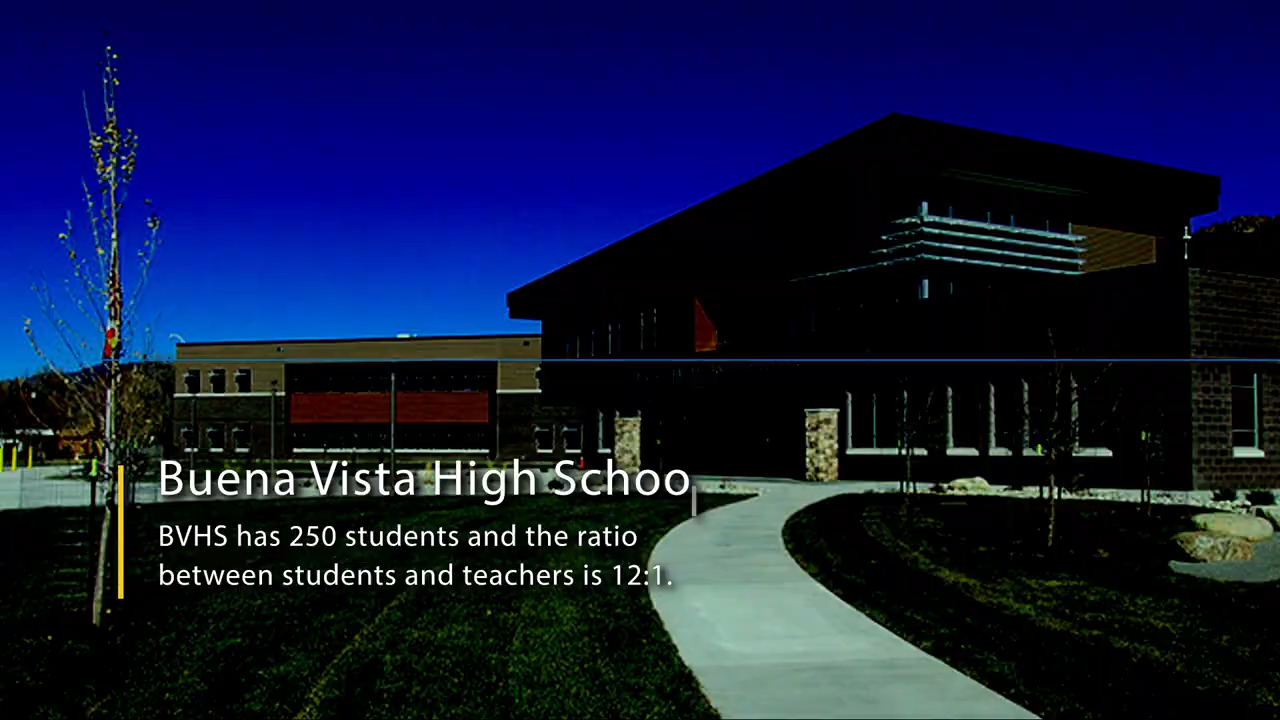 Buena Vista High Schoo
BVHS has 250 students and the ratio
between students and teachers is 12:1.